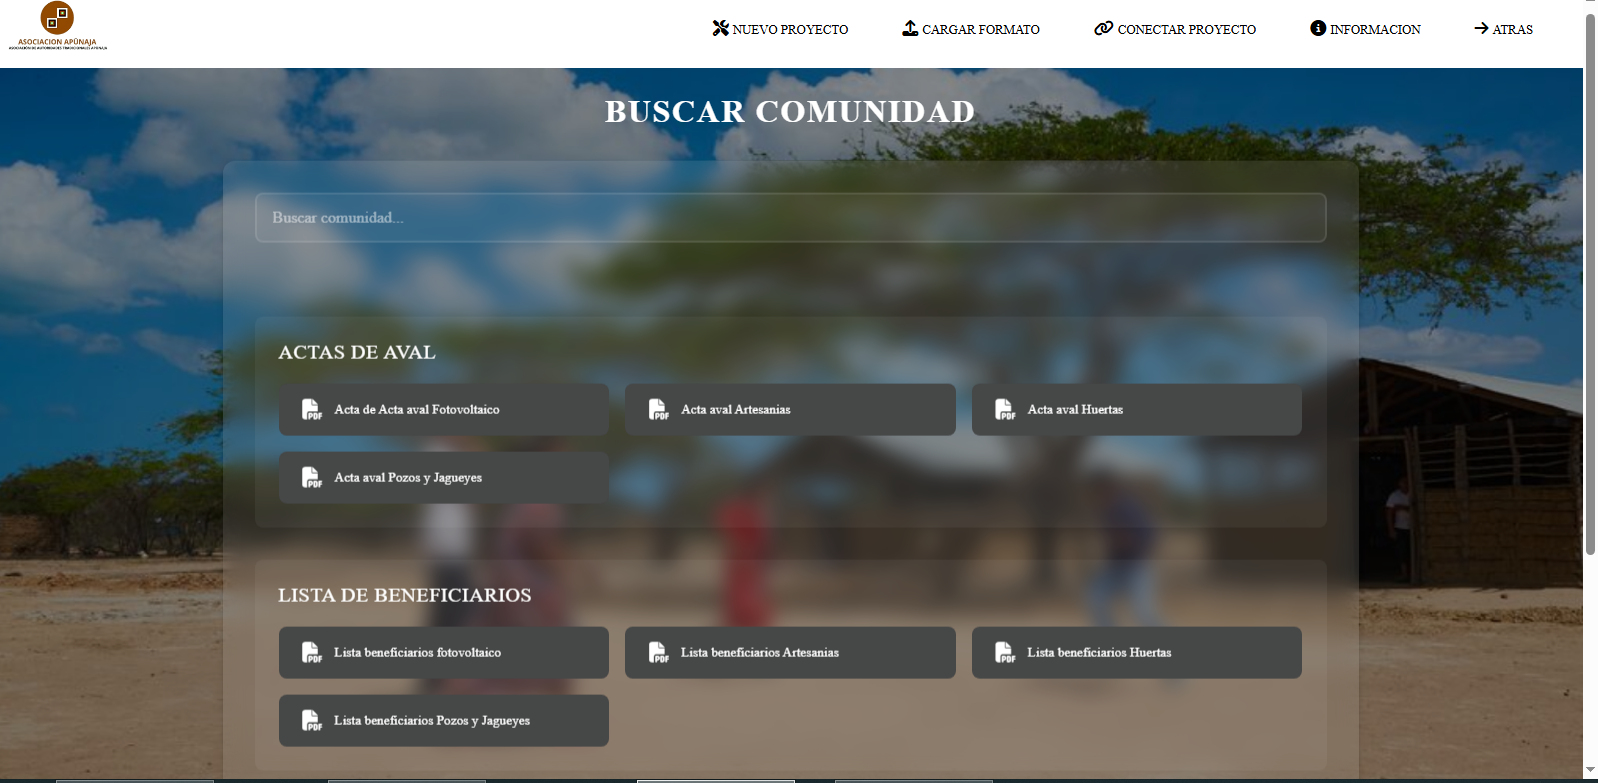 ASOCIACION APÜNAJA
ASOCIACIÓN DE AUTORIDADES TRADICIONALES APÜNAJA
NUEVO PROYECTO
CARGAR FORMATO
CONECTAR PROYECTO
INFORMACION
ATRAS
BUSCAR COMUNIDAD
Buscar comunidad...
ACTAS DE AVAL
PDF Acta de Acta aval Fotovoltaico
PDF Acta aval Artesanias
PDF Acta aval Huertas
PDF Acta aval Pozos y Jagueyes
LISTA DE BENEFICIARIOS
PDF Lista beneficiarios fotovoltaico
PDF Lista beneficiarios Artesanias
PDF Lista beneficiarios Huertas
PDF Lista beneficiarios Pozos y Jagueyes